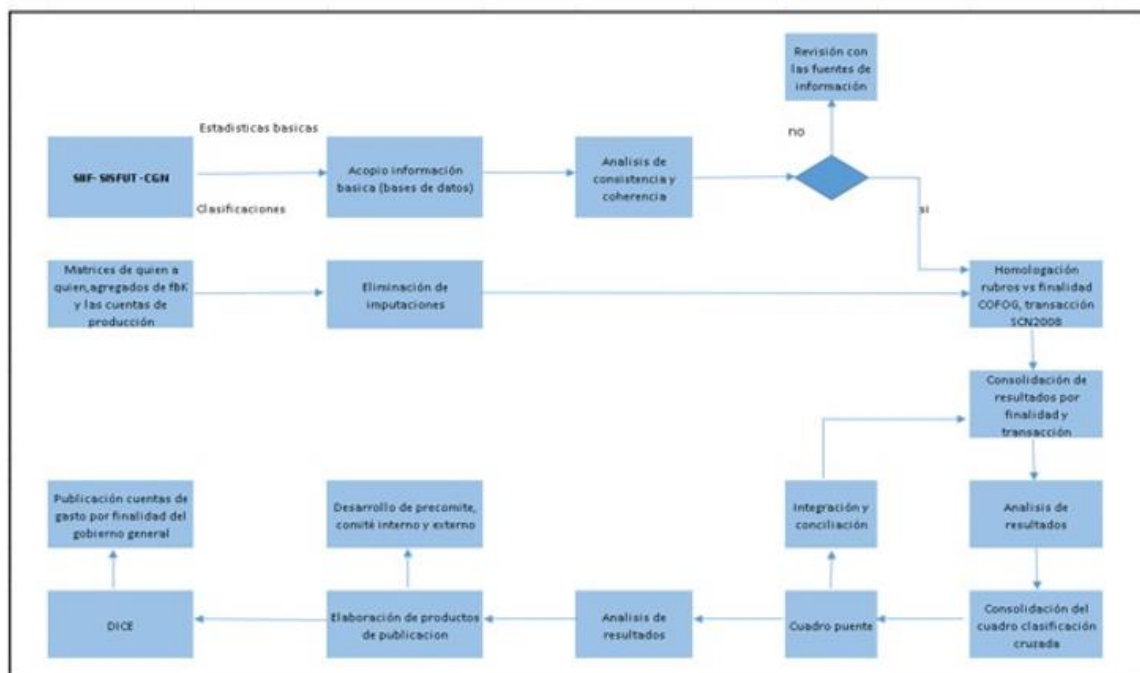 Revisión con
las fuentes de
información
no
Estadisticas basicas
SIIF- SISFUT -CGN
Clasificaciones
Acopio información
basica (bases de datos)
Analisis de
consistencia y
coherencia
si
Matrices de quien a
quien,agregados de fbK
y las cuentas de
producción
Eliminación de
imputaciones
Homologación
rubros vs finalidad
COFOG, transacción
SCN2008
Consolidación de
resultados por
finalidad y
transacción
Publicación cuentas de
gasto por finalidad del
gobierno general
Desarrollo de precomite,
comité interno y externo
Integración y
conciliación
Analisis de
resultados
DICE
Elaboración de productos
de publicacion
Analisis de
resultados
Cuadro puente
Consolidación del
cuadro clasificación
cruzada